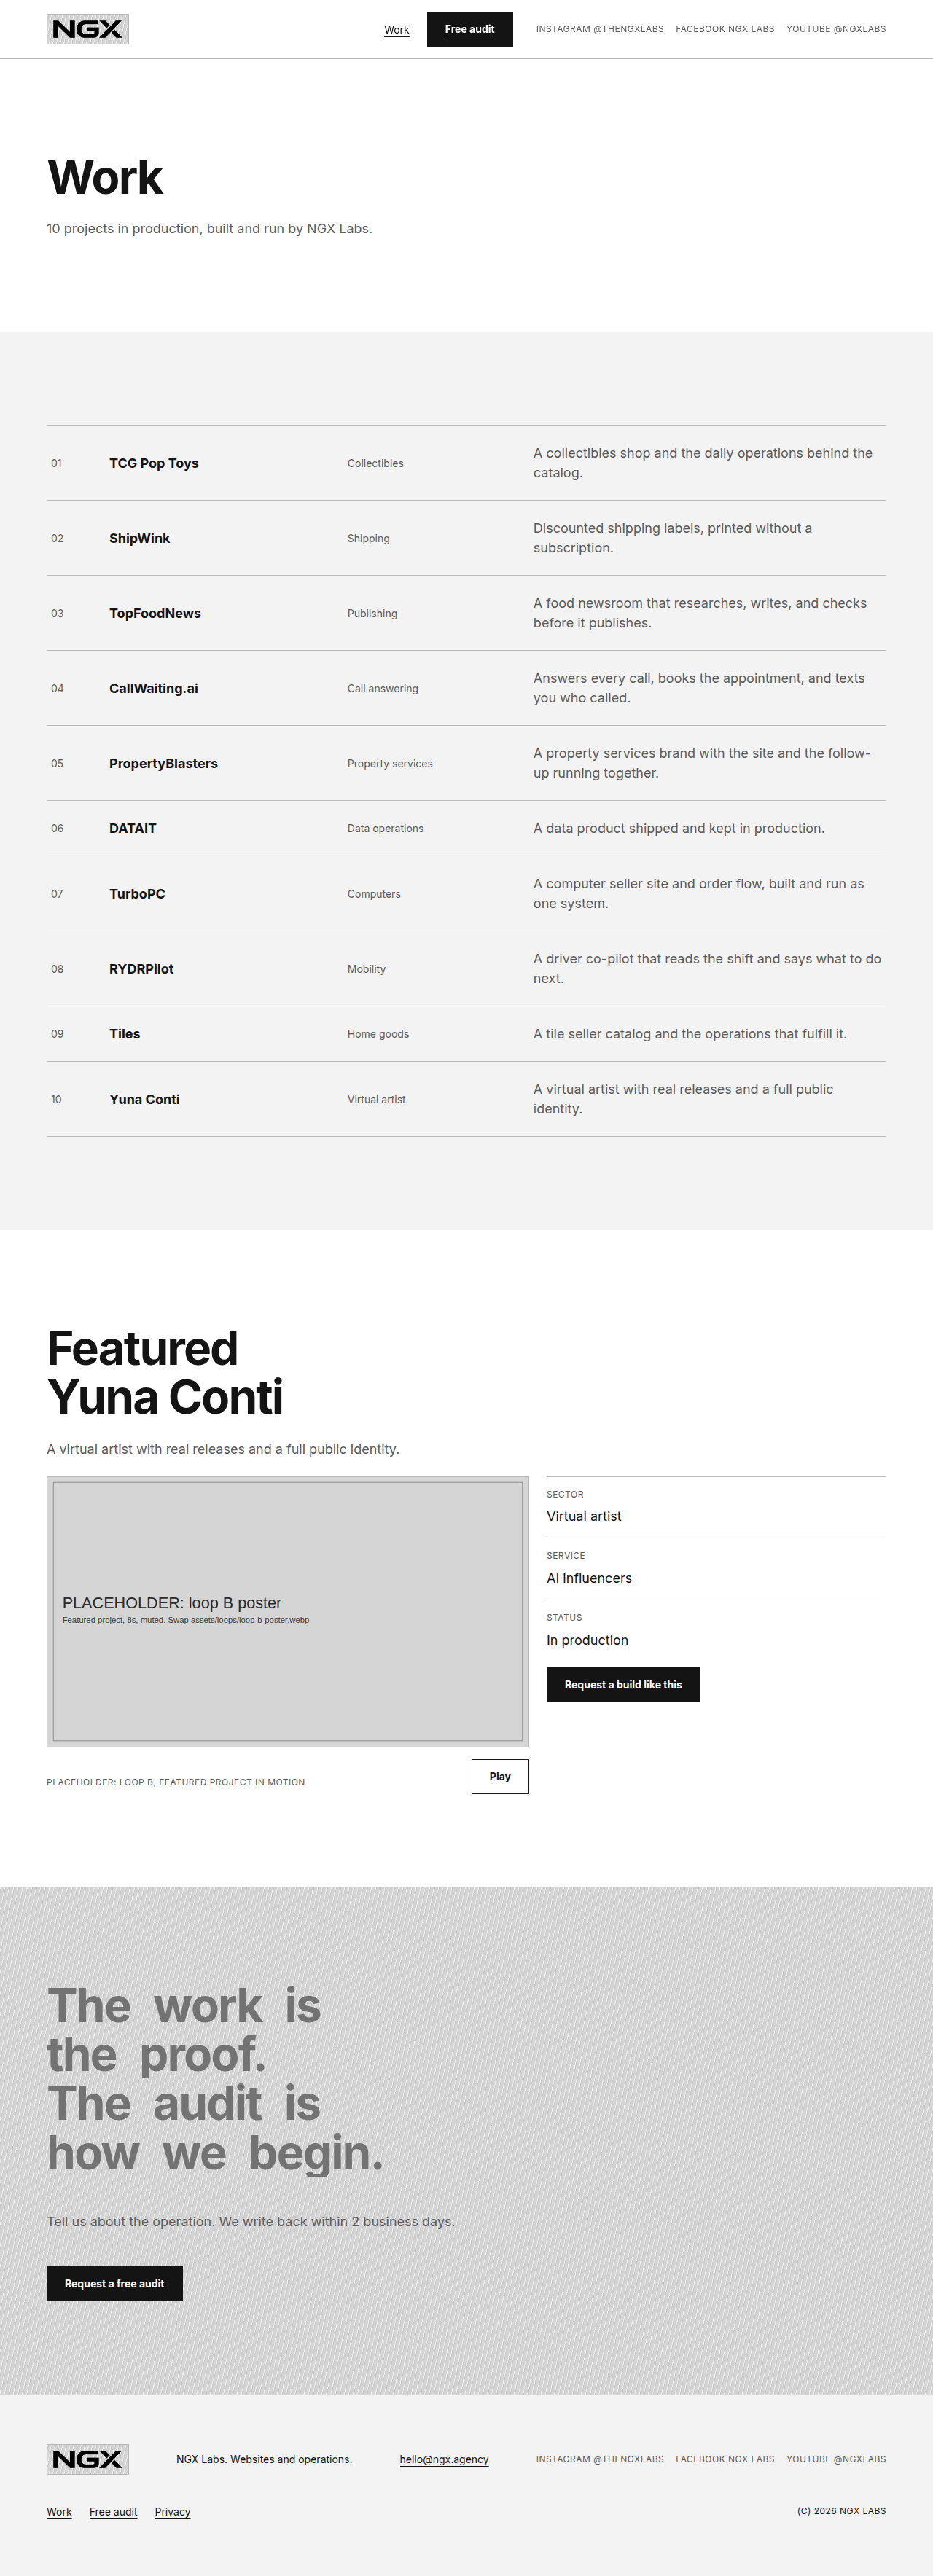 NGX
Work
Free audit
INSTAGRAM @THENGXLABS
FACEBOOK NGX LABS
YOUTUBE @NGXLABS
Work
10 projects in production, built and run by NGX Labs.
01
TCG Pop Toys
Collectibles
A collectibles shop and the daily operations behind the
catalog.
02
ShipWink
Shipping
Discounted shipping labels, printed without a
subscription.
03
TopFoodNews
Publishing
A food newsroom that researches, writes, and checks
before it publishes.
04
CallWaiting.ai
Call answering
Answers every call, books the appointment, and texts
you who called.
05
PropertyBlasters
Property services
A property services brand with the site and the follow-
up running together.
06
DATAIT
Data operations
A data product shipped and kept in production.
07
TurboPC
Computers
A computer seller site and order flow, built and run as
one system.
08
RYDRPilot
Mobility
A driver co-pilot that reads the shift and says what to do
next.
09
Tiles
Home goods
A tile seller catalog and the operations that fulfill it.
10
Yuna Conti
Virtual artist
A virtual artist with real releases and a full public
identity.
Featured
Yuna Conti
A virtual artist with real releases and a full public identity.
PLACEHOLDER: loop B poster
Featured project, 8s, muted. Swap assets/loops/loop-b-poster.webp
PLACEHOLDER: LOOP B, FEATURED PROJECT IN MOTION
Play
SECTOR
Virtual artist
SERVICE
AI influencers
STATUS
In production
Request a build like this
The work is
the proof.
The audit is
how we begin.
Tell us about the operation. We write back within 2 business days.
Request a free audit
NGX
NGX Labs. Websites and operations.
hello@ngx.agency
INSTAGRAM @THENGXLABS
FACEBOOK NGX LABS
YOUTUBE @NGXLABS
Work
Free audit
Privacy
(C) 2026 NGX LABS